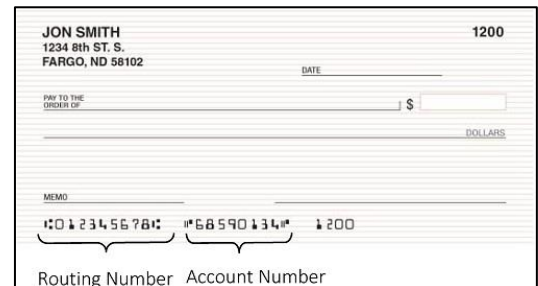 JON SMITH 1200
1234 8th ST. S.
FARGO, ND 58102
DATE
PAY TO THE
ORDER OF $
DOLLARS
MEMO
⑆012345678⑆ ⑈68590134⑈ 1200
Routing Number Account Number